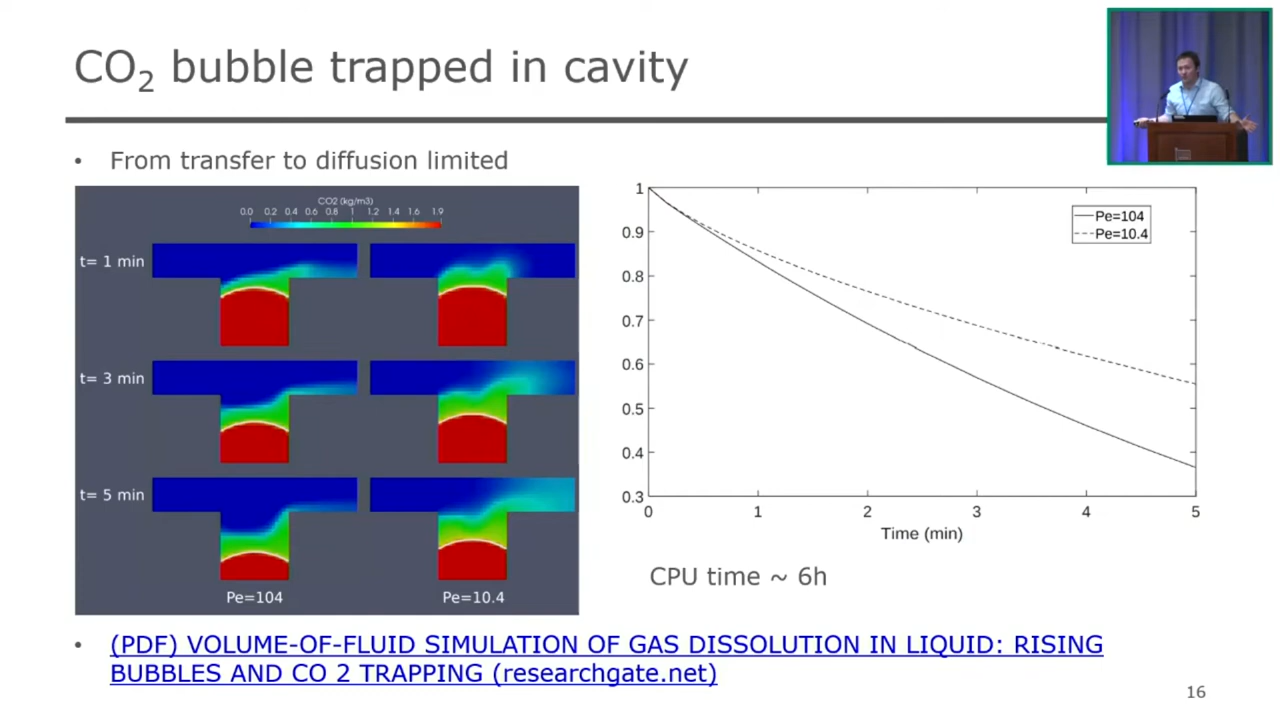 CO2 bubble trapped in cavity
• From transfer to diffusion limited
CO2 (kg/m3)
0.0 0.2 0.4 0.6 0.8 1 1.2 1.4 1.6 1.9
t= 1 min
t= 3 min
t= 5 min
Pe=104 Pe=10.4
1
0.9
0.8
0.7
0.6
0.5
0.4
0.3
0 1 2 3 4 5
Time (min)
Pe=104
Pe=10.4
CPU time ~ 6h
• (PDF) VOLUME-OF-FLUID SIMULATION OF GAS DISSOLUTION IN LIQUID: RISING
BUBBLES AND CO 2 TRAPPING (researchgate.net)
16